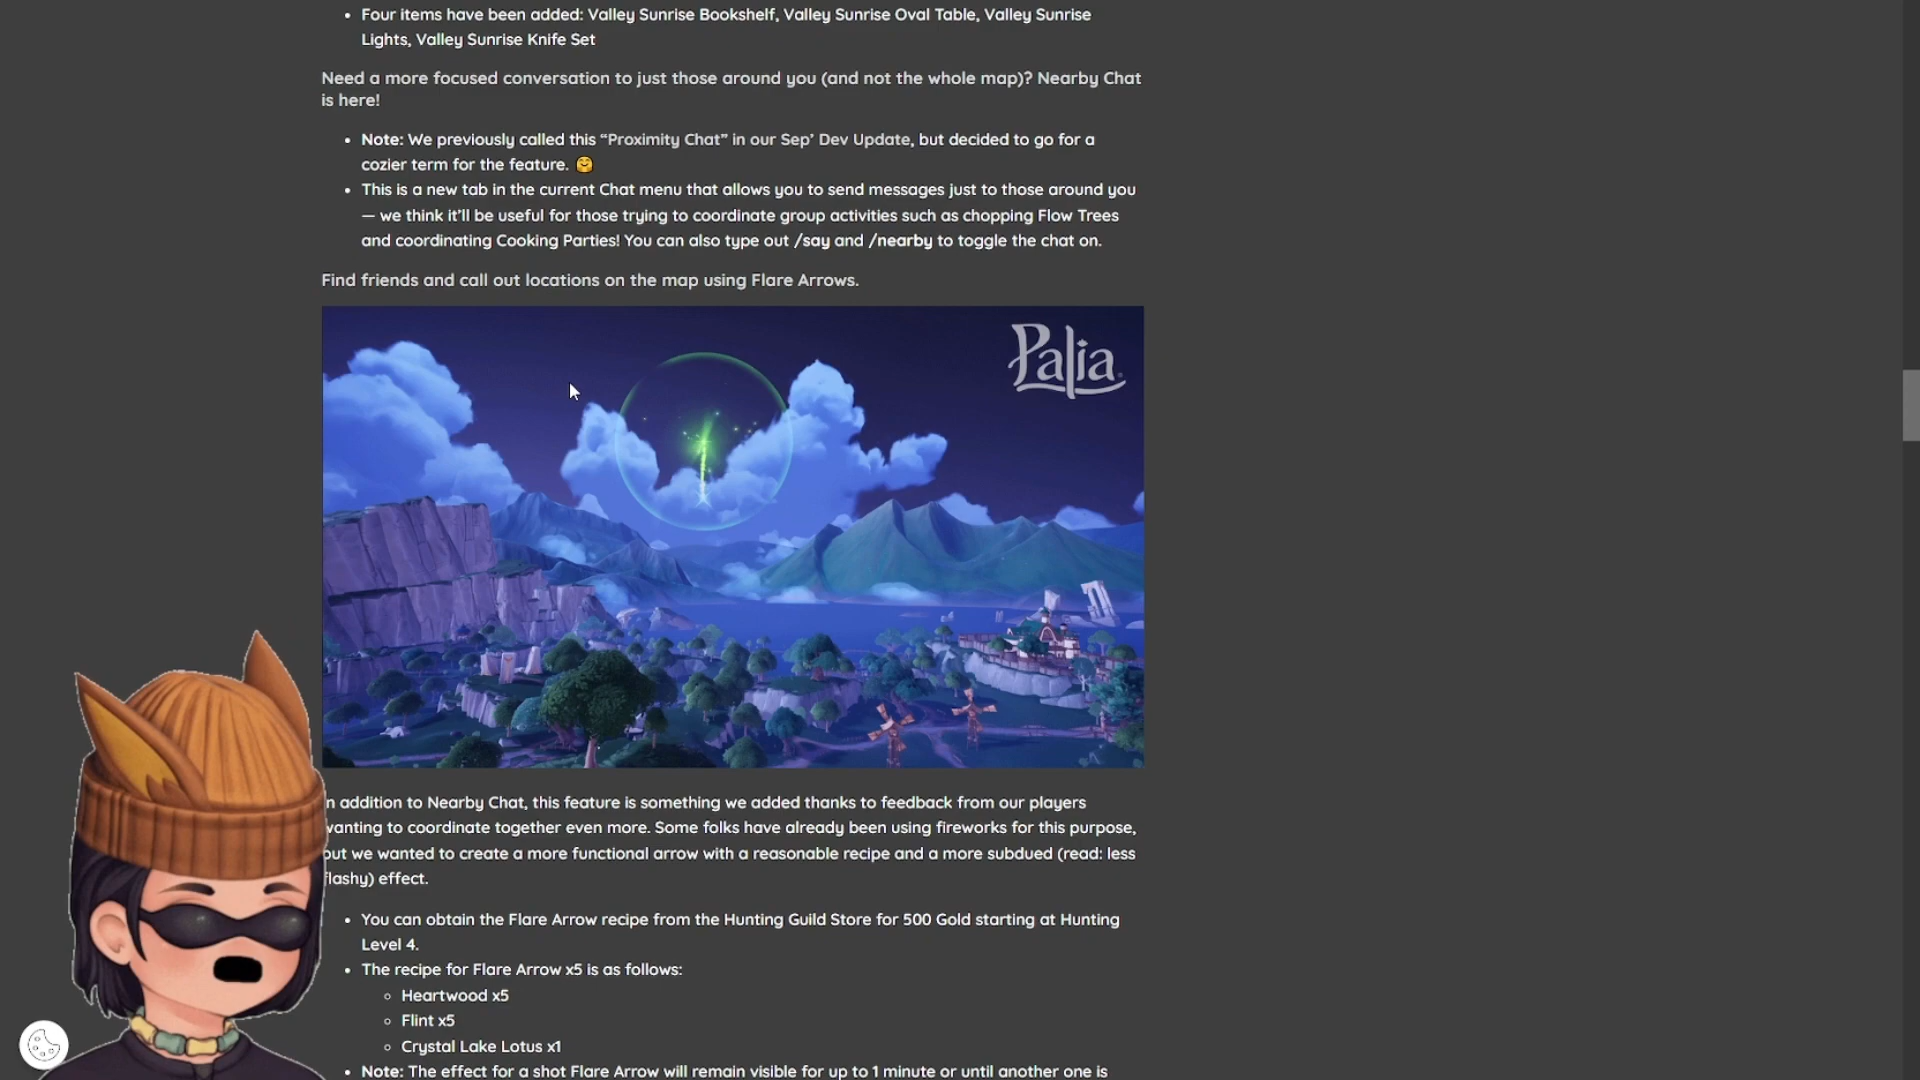 Four items have been added: Valley Sunrise Bookshelf, Valley Sunrise Oval Table, Valley Sunrise
Lights, Valley Sunrise Knife Set
Need a more focused conversation to just those around you (and not the whole map)? Nearby Chat
is here!
Note: We previously called this “Proximity Chat” in our Sep’ Dev Update, but decided to go for a
cozier term for the feature. 🤗
This is a new tab in the current Chat menu that allows you to send messages just to those around you
— we think it’ll be useful for those trying to coordinate group activities such as chopping Flow Trees
and coordinating Cooking Parties! You can also type out /say and /nearby to toggle the chat on.
Find friends and call out locations on the map using Flare Arrows.
Palia
n addition to Nearby Chat, this feature is something we added thanks to feedback from our players
wanting to coordinate together even more. Some folks have already been using fireworks for this purpose,
but we wanted to create a more functional arrow with a reasonable recipe and a more subdued (read: less
flashy) effect.
You can obtain the Flare Arrow recipe from the Hunting Guild Store for 500 Gold starting at Hunting
Level 4.
The recipe for Flare Arrow x5 is as follows:
Heartwood x5
Flint x5
Crystal Lake Lotus x1
Note: The effect for a shot Flare Arrow will remain visible for up to 1 minute or until another one is